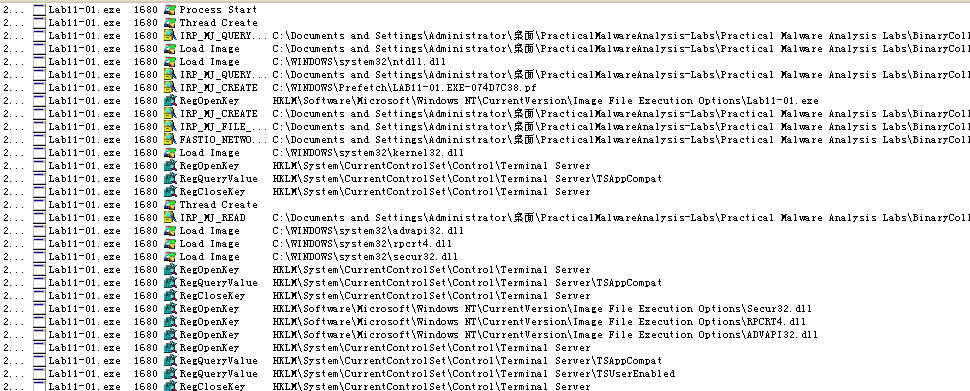 2... Lab11-01.exe 1680 Process Start
2... Lab11-01.exe 1680 Thread Create
2... Lab11-01.exe 1680 IRP_MJ_QUERY... C:\Documents and Settings\Administrator\桌面\PracticalMalwareAnalysis-Labs\Practical Malware Analysis Labs\BinaryColl
2... Lab11-01.exe 1680 Load Image C:\WINDOWS\system32\ntdll.dll
2... Lab11-01.exe 1680 IRP_MJ_QUERY... C:\Documents and Settings\Administrator\桌面\PracticalMalwareAnalysis-Labs\Practical Malware Analysis Labs\BinaryColl
2... Lab11-01.exe 1680 IRP_MJ_CREATE C:\WINDOWS\Prefetch\LAB11-01.EXE-074D7C38.pf
2... Lab11-01.exe 1680 RegOpenKey HKLM\Software\Microsoft\Windows NT\CurrentVersion\Image File Execution Options\Lab11-01.exe
2... Lab11-01.exe 1680 IRP_MJ_CREATE C:\Documents and Settings\Administrator\桌面\PracticalMalwareAnalysis-Labs\Practical Malware Analysis Labs\BinaryColl
2... Lab11-01.exe 1680 IRP_MJ_FILE_... C:\Documents and Settings\Administrator\桌面\PracticalMalwareAnalysis-Labs\Practical Malware Analysis Labs\BinaryColl
2... Lab11-01.exe 1680 FASTIO_NETWO... C:\Documents and Settings\Administrator\桌面\PracticalMalwareAnalysis-Labs\Practical Malware Analysis Labs\BinaryColl
2... Lab11-01.exe 1680 Load Image C:\WINDOWS\system32\kernel32.dll
2... Lab11-01.exe 1680 RegOpenKey HKLM\System\CurrentControlSet\Control\Terminal Server
2... Lab11-01.exe 1680 RegQueryValue HKLM\System\CurrentControlSet\Control\Terminal Server\TSAppCompat
2... Lab11-01.exe 1680 RegCloseKey HKLM\System\CurrentControlSet\Control\Terminal Server
2... Lab11-01.exe 1680 Thread Create
2... Lab11-01.exe 1680 IRP_MJ_READ C:\Documents and Settings\Administrator\桌面\PracticalMalwareAnalysis-Labs\Practical Malware Analysis Labs\BinaryColl
2... Lab11-01.exe 1680 Load Image C:\WINDOWS\system32\advapi32.dll
2... Lab11-01.exe 1680 Load Image C:\WINDOWS\system32\rpcrt4.dll
2... Lab11-01.exe 1680 Load Image C:\WINDOWS\system32\secur32.dll
2... Lab11-01.exe 1680 RegOpenKey HKLM\System\CurrentControlSet\Control\Terminal Server
2... Lab11-01.exe 1680 RegQueryValue HKLM\System\CurrentControlSet\Control\Terminal Server\TSAppCompat
2... Lab11-01.exe 1680 RegCloseKey HKLM\System\CurrentControlSet\Control\Terminal Server
2... Lab11-01.exe 1680 RegOpenKey HKLM\Software\Microsoft\Windows NT\CurrentVersion\Image File Execution Options\Secur32.dll
2... Lab11-01.exe 1680 RegOpenKey HKLM\Software\Microsoft\Windows NT\CurrentVersion\Image File Execution Options\RPCRT4.dll
2... Lab11-01.exe 1680 RegOpenKey HKLM\Software\Microsoft\Windows NT\CurrentVersion\Image File Execution Options\ADVAPI32.dll
2... Lab11-01.exe 1680 RegOpenKey HKLM\System\CurrentControlSet\Control\Terminal Server
2... Lab11-01.exe 1680 RegQueryValue HKLM\System\CurrentControlSet\Control\Terminal Server\TSAppCompat
2... Lab11-01.exe 1680 RegQueryValue HKLM\System\CurrentControlSet\Control\Terminal Server\TSUserEnabled
2... Lab11-01.exe 1680 RegCloseKey HKLM\System\CurrentControlSet\Control\Terminal Server